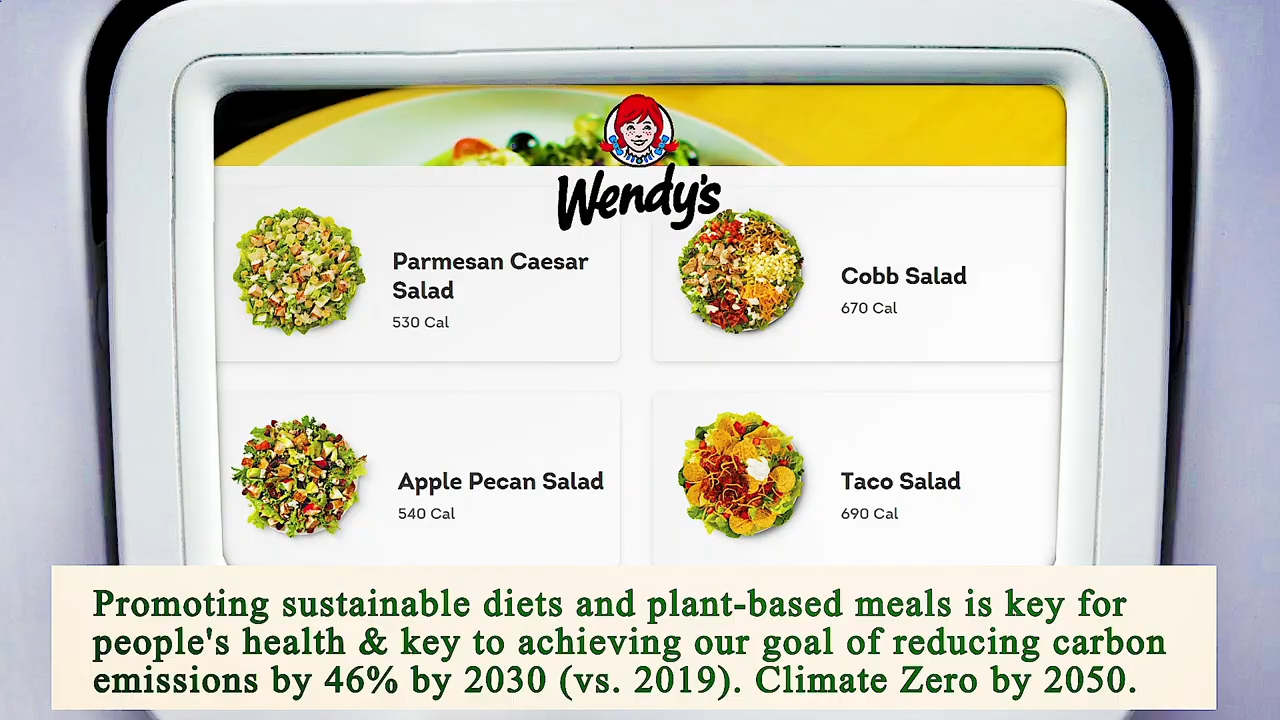 Wendy's
Parmesan Caesar
Salad
530 Cal
Cobb Salad
670 Cal
Apple Pecan Salad
540 Cal
Taco Salad
690 Cal
Promoting sustainable diets and plant-based meals is key for
people's health & key to achieving our goal of reducing carbon
emissions by 46% by 2030 (vs. 2019). Climate Zero by 2050.